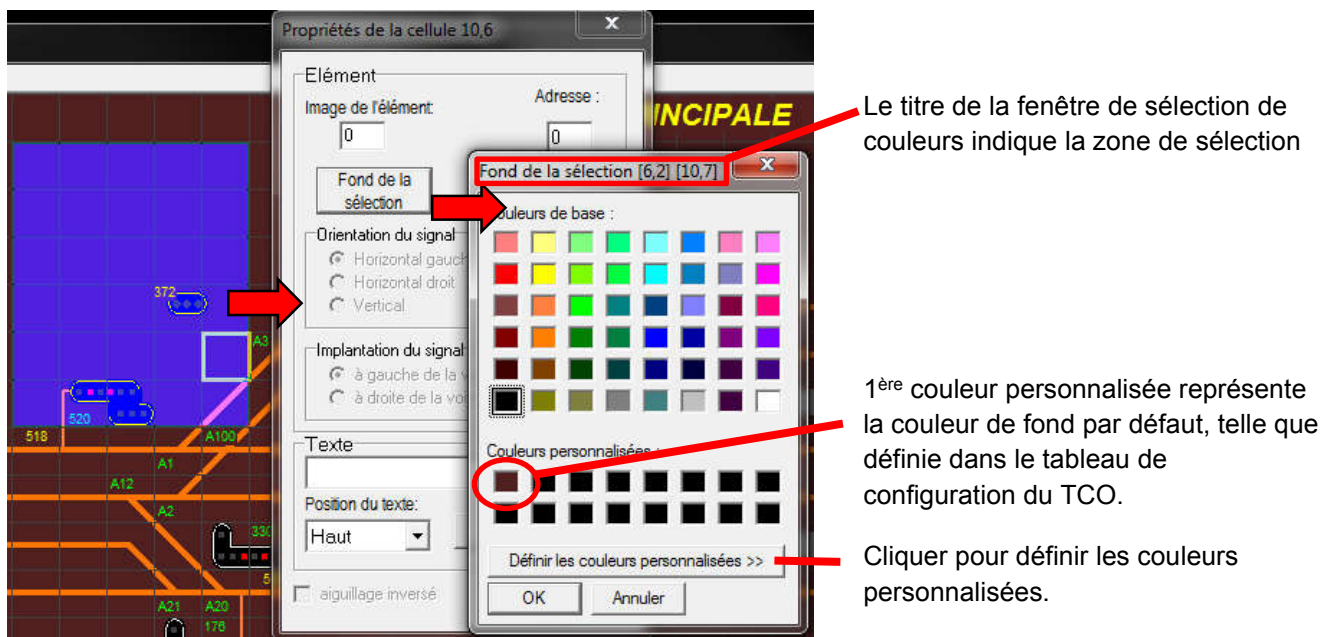 Propriétés de la cellule 10,6
Elément
Image de l'élément:
Adresse :
0
0
Fond de la
sélection
Orientation du signal
Horizontal gauch
Horizontal droit
Vertical
Implantation du signal
à gauche de la v
à droite de la voi
Texte
Position du texte:
Haut
aiguillage inversé
INCIPALE
Fond de la sélection [6,2] [10,7]
ouleurs de base :
Couleurs personnalisées :
Définir les couleurs personnalisées >>
OK
Annuler
372
A3
520
518
A100
A1
A12
A2
330
5
A21
A20
176
Le titre de la fenêtre de sélection de
couleurs indique la zone de sélection
1ère couleur personnalisée représente
la couleur de fond par défaut, telle que
définie dans le tableau de
configuration du TCO.
Cliquer pour définir les couleurs
personnalisées.